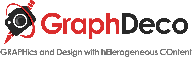 GraphDeco
GRAPHics and Design with hEterogeneous COntent